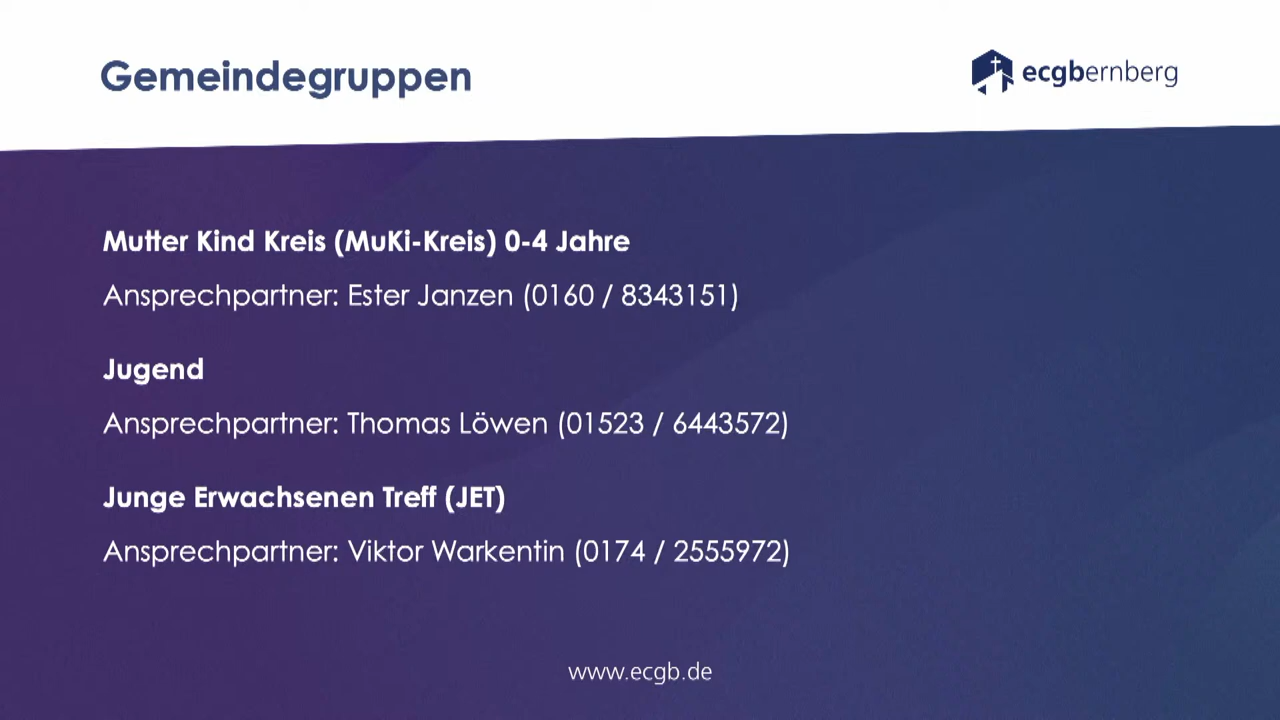 Gemeindegruppen
ecgbernberg
Mutter Kind Kreis (MuKi-Kreis) 0-4 Jahre
Ansprechpartner: Ester Janzen (0160 / 8343151)
Jugend
Ansprechpartner: Thomas Löwen (01523 / 6443572)
Junge Erwachsenen Treff (JET)
Ansprechpartner: Viktor Warkentin (0174 / 2555972)
www.ecgb.de